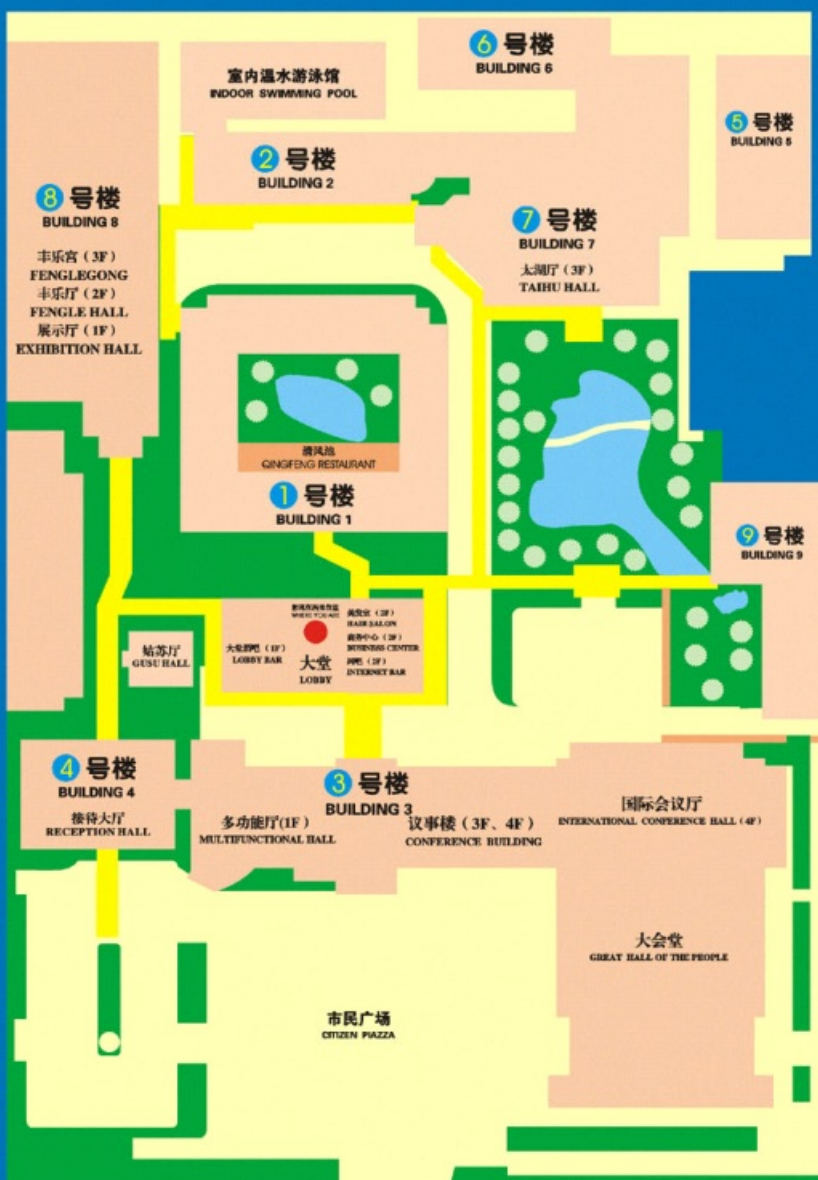 6 号楼
BUILDING 6
室内温水游泳馆
INDOOR SWIMMING POOL
5 号楼
BUILDING 5
2 号楼
BUILDING 2
8 号楼
BUILDING 8
7 号楼
BUILDING 7
丰乐宫（3F）
FENGLEGONG
丰乐厅（2F）
FENGLE HALL
展示厅（1F）
EXHIBITION HALL
太湖厅（3F）
TAIHU HALL
清风池
QINGFENG RESTAURANT
1 号楼
BUILDING 1
9 号楼
BUILDING 9
WHERE YOU ARE
美发室（2F）
HAIR SALON
大堂酒吧（1F）
LOBBY BAR
商务中心（2F）
BUSINESS CENTER
大堂
LOBBY
网吧（2F）
INTERNET BAR
姑苏厅
GUSU HALL
4 号楼
BUILDING 4
接待大厅
RECEPTION HALL
3 号楼
BUILDING 3
多功能厅(1F)
MULTIFUNCTIONAL HALL
议事楼（3F、4F）
CONFERENCE BUILDING
国际会议厅
INTERNATIONAL CONFERENCE HALL (4F)
大会堂
GREAT HALL OF THE PEOPLE
市民广场
CITIZEN PIAZZA